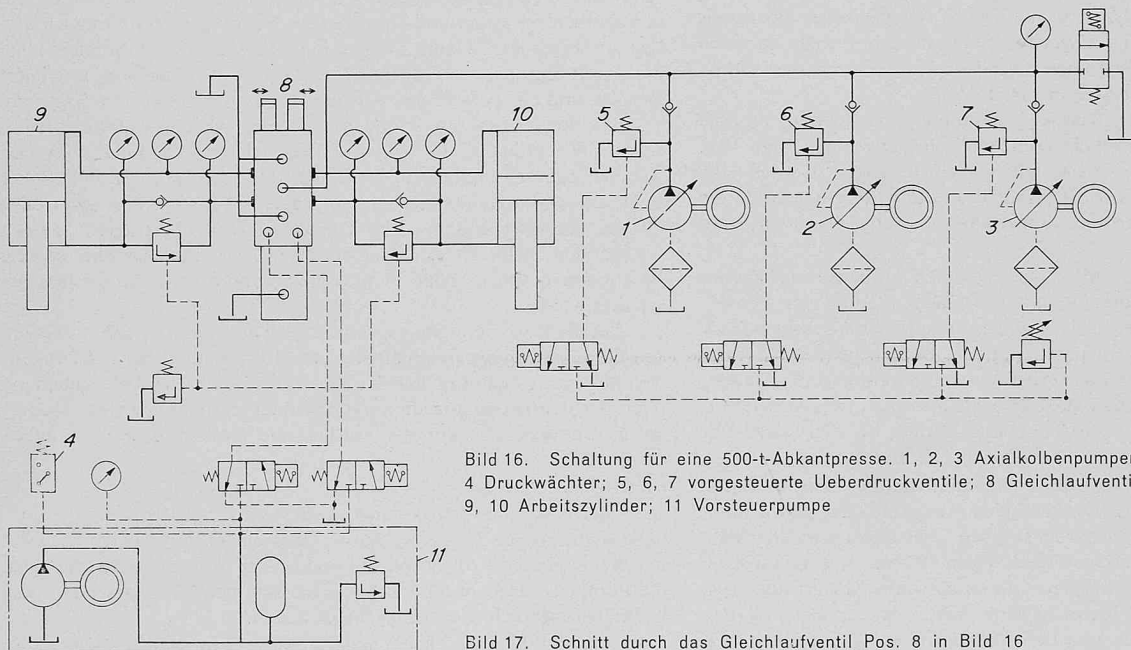 8
9
10
5
6
7
1
2
3
4
11
Bild 16. Schaltung für eine 500-t-Abkantpresse. 1, 2, 3 Axialkolbenpumpen
4 Druckwächter; 5, 6, 7 vorgesteuerte Ueberdruckventile; 8 Gleichlaufventil
9, 10 Arbeitszylinder; 11 Vorsteuerpumpe
Bild 17. Schnitt durch das Gleichlaufventil Pos. 8 in Bild 16